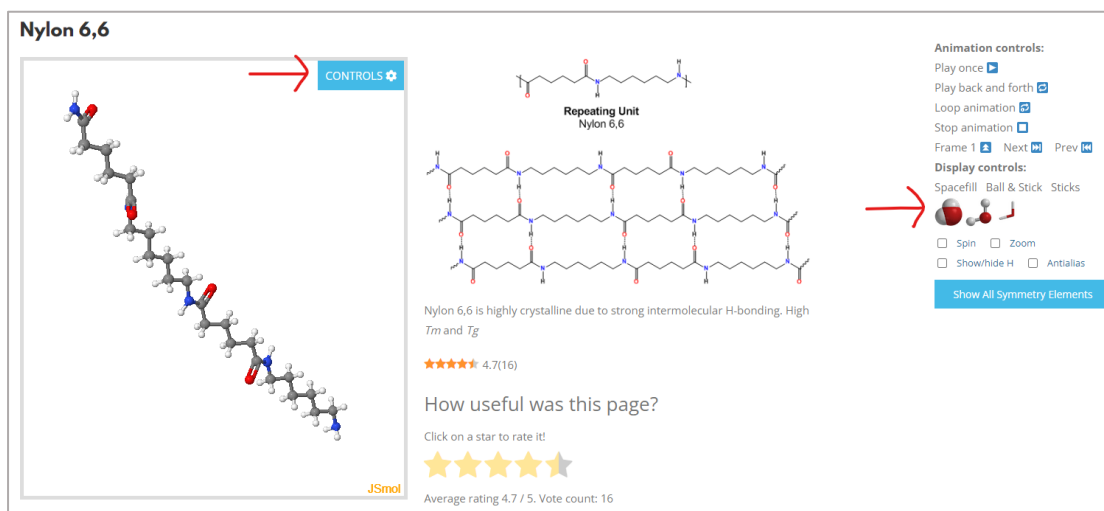 Nylon 6,6
CONTROLS
JSmol
O
N
H
H
N
O
Repeating Unit
Nylon 6,6
Nylon 6,6 is highly crystalline due to strong intermolecular H-bonding. High
Tm and Tg
4.7(16)
How useful was this page?
Click on a star to rate it!
Average rating 4.7 / 5. Vote count: 16
Animation controls:
Play once
Play back and forth
Loop animation
Stop animation
Frame 1 Next Prev
Display controls:
Spacefill Ball & Stick Sticks
Spin Zoom
Show/hide H Antialias
Show All Symmetry Elements